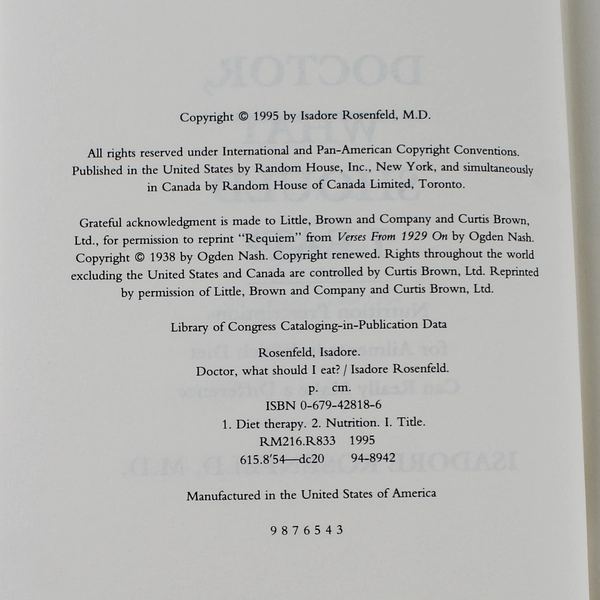 Copyright © 1995 by Isadore Rosenfeld, M.D.
All rights reserved under International and Pan-American Copyright Conventions.
Published in the United States by Random House, Inc., New York, and simultaneously
in Canada by Random House of Canada Limited, Toronto.
Grateful acknowledgment is made to Little, Brown and Company and Curtis Brown,
Ltd., for permission to reprint “Requiem” from Verses From 1929 On by Ogden Nash.
Copyright © 1938 by Ogden Nash. Copyright renewed. Rights throughout the world
excluding the United States and Canada are controlled by Curtis Brown, Ltd. Reprinted
by permission of Little, Brown and Company and Curtis Brown, Ltd.
Library of Congress Cataloging-in-Publication Data
Rosenfeld, Isadore.
Doctor, what should I eat? / Isadore Rosenfeld.
p. cm.
ISBN 0-679-42818-6
1. Diet therapy. 2. Nutrition. I. Title.
RM216.R833 1995
615.8′54—dc20 94-8942
Manufactured in the United States of America
9 8 7 6 5 4 3